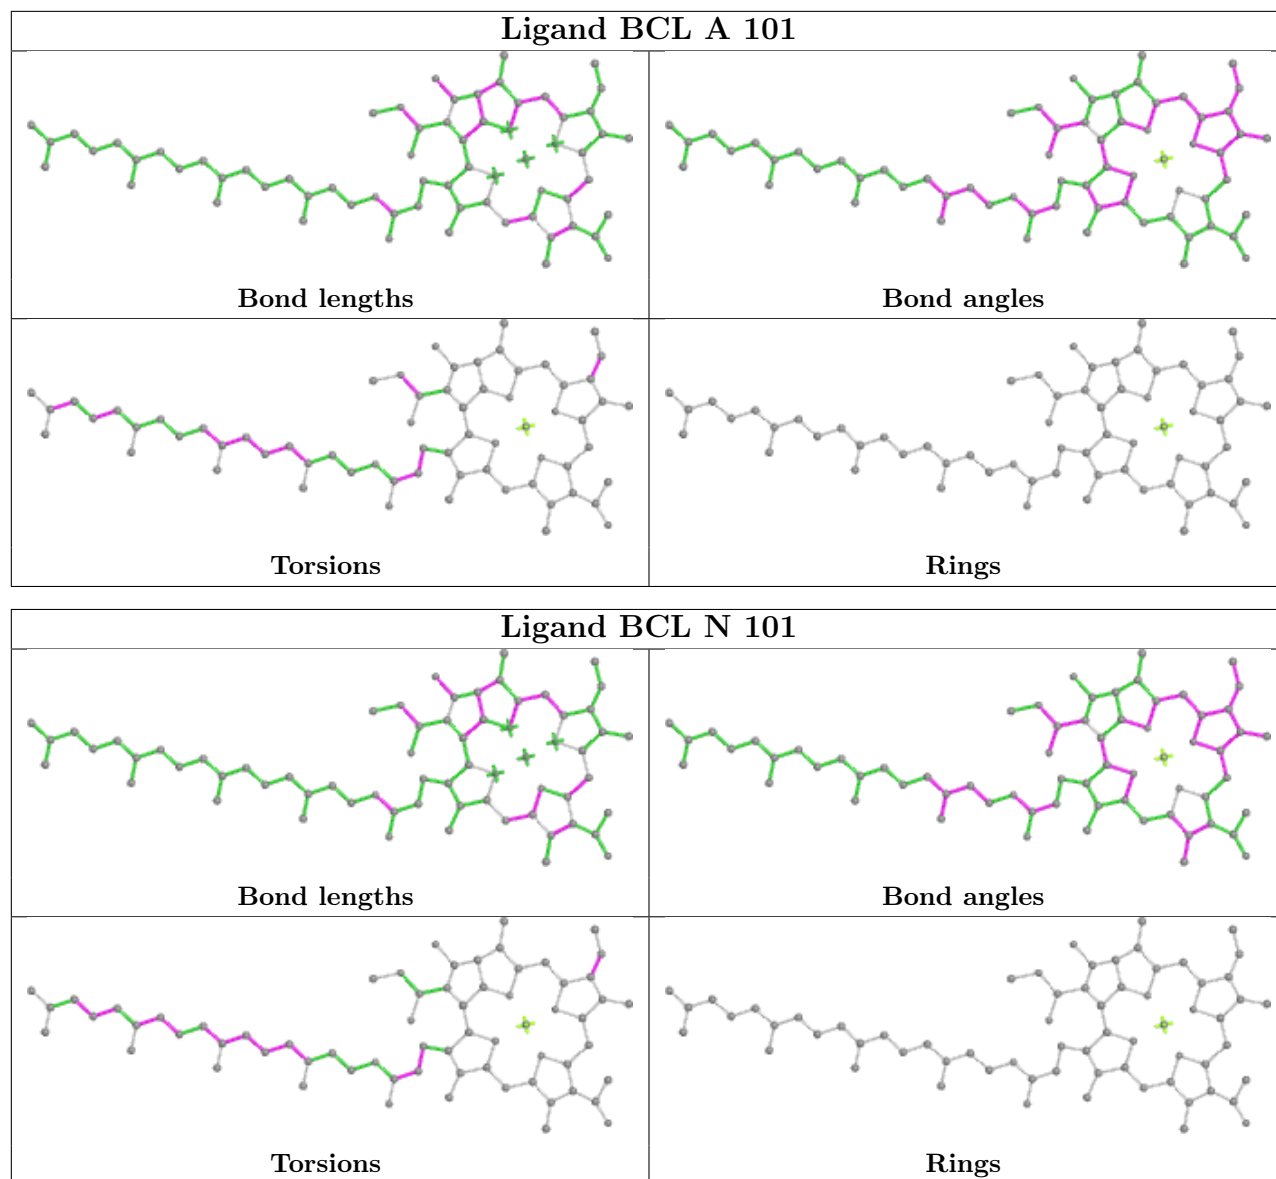 Ligand BCL A 101
Bond lengths
Bond angles
Torsions
Rings
Ligand BCL N 101
Bond lengths
Bond angles
Torsions
Rings